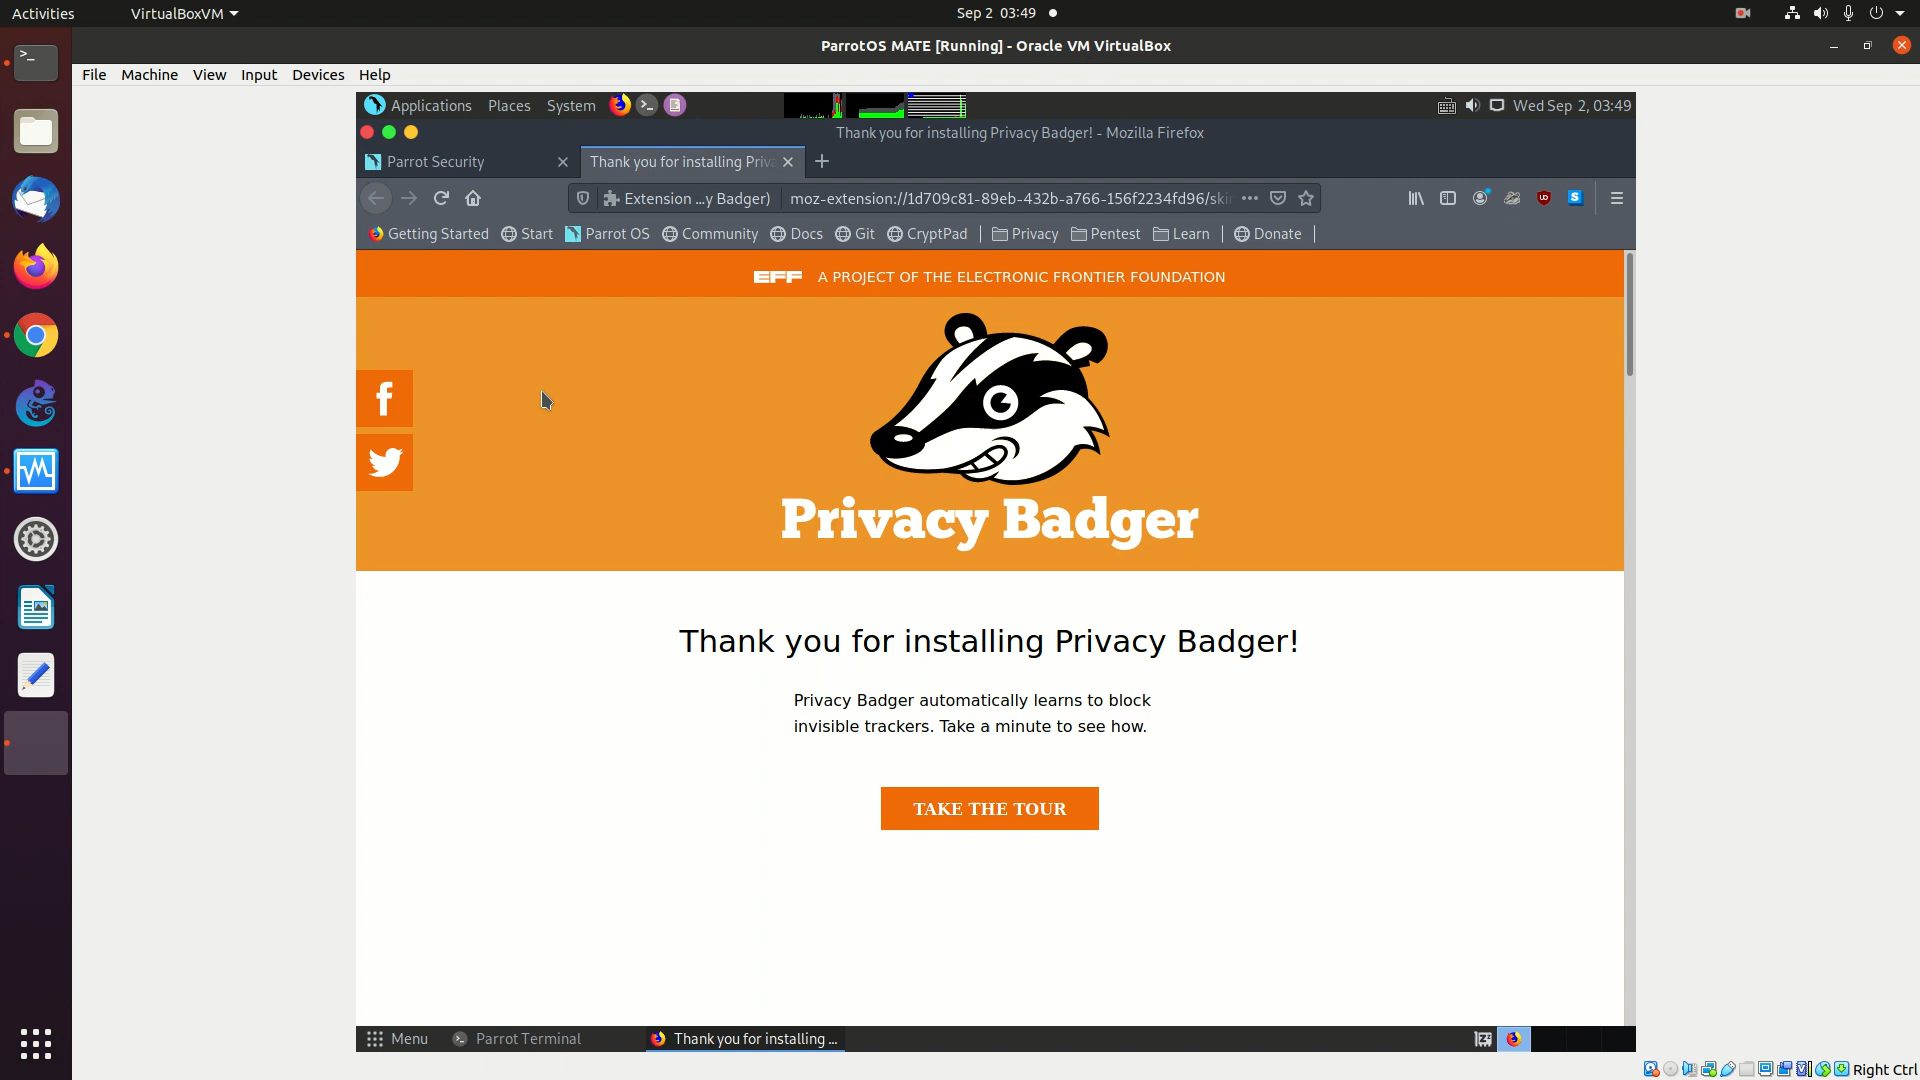 Activities
VirtualBoxVM
Sep 2 03:49
ParrotOS MATE [Running] - Oracle VM VirtualBox
File Machine View Input Devices Help
Applications Places System
Wed Sep 2, 03:49
Thank you for installing Privacy Badger! - Mozilla Firefox
Parrot Security
Thank you for installing Priva
Extension ...y Badger) moz-extension://1d709c81-89eb-432b-a766-156f2234fd96/ski
Getting Started Start Parrot OS Community Docs Git CryptPad Privacy Pentest Learn Donate
EFF A PROJECT OF THE ELECTRONIC FRONTIER FOUNDATION
Privacy Badger
Thank you for installing Privacy Badger!
Privacy Badger automatically learns to block
invisible trackers. Take a minute to see how.
TAKE THE TOUR
Menu Parrot Terminal Thank you for installing ...
Right Ctrl